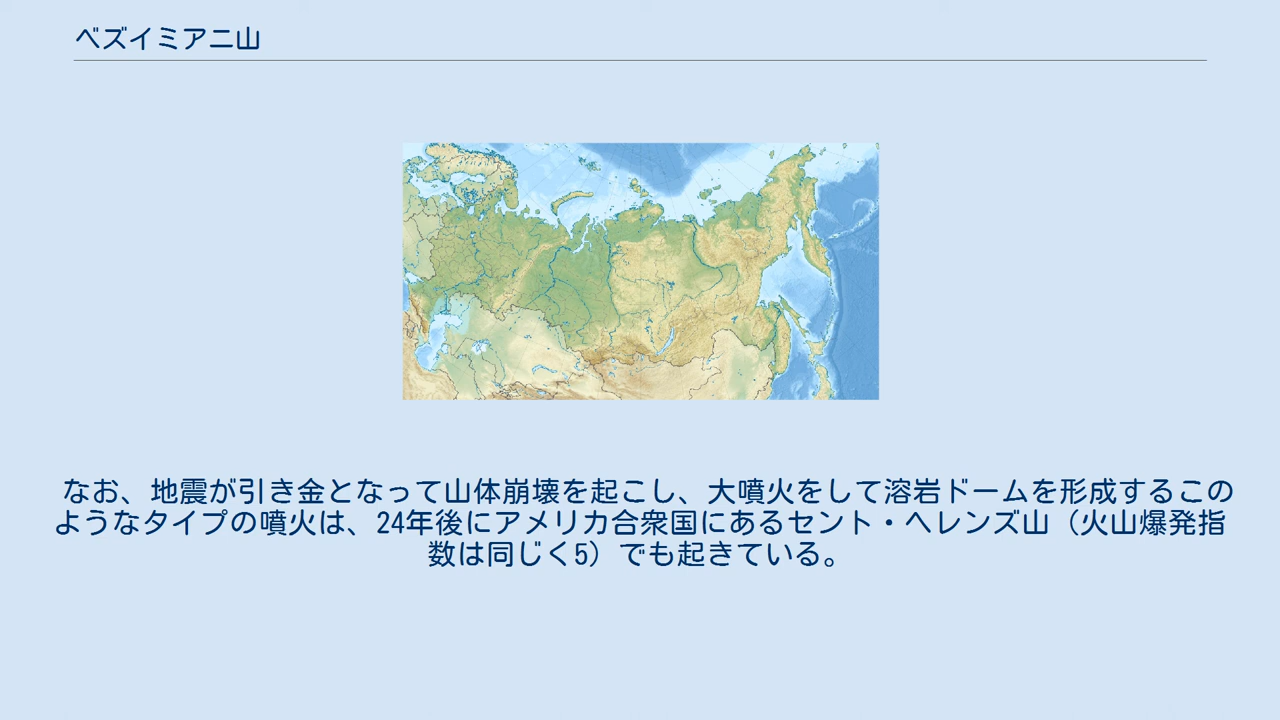 ベズイミアニ山
なお、地震が引き金となって山体崩壊を起こし、大噴火をして溶岩ドームを形成するこの
ようなタイプの噴火は、24年後にアメリカ合衆国にあるセント・ヘレンズ山（火山爆発指
数は同じく5）でも起きている。